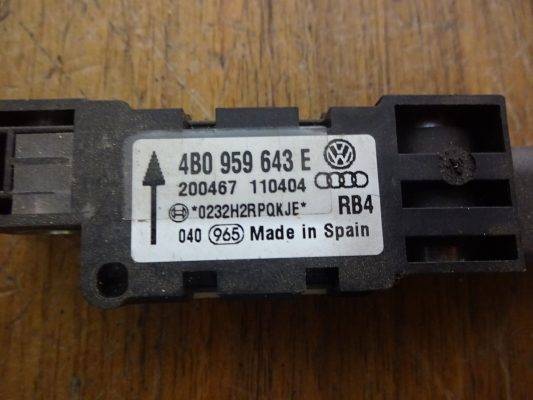 4B0 959 643 E
200467 110404
*0232H2RPQKJE* RB4
040 965 Made in Spain